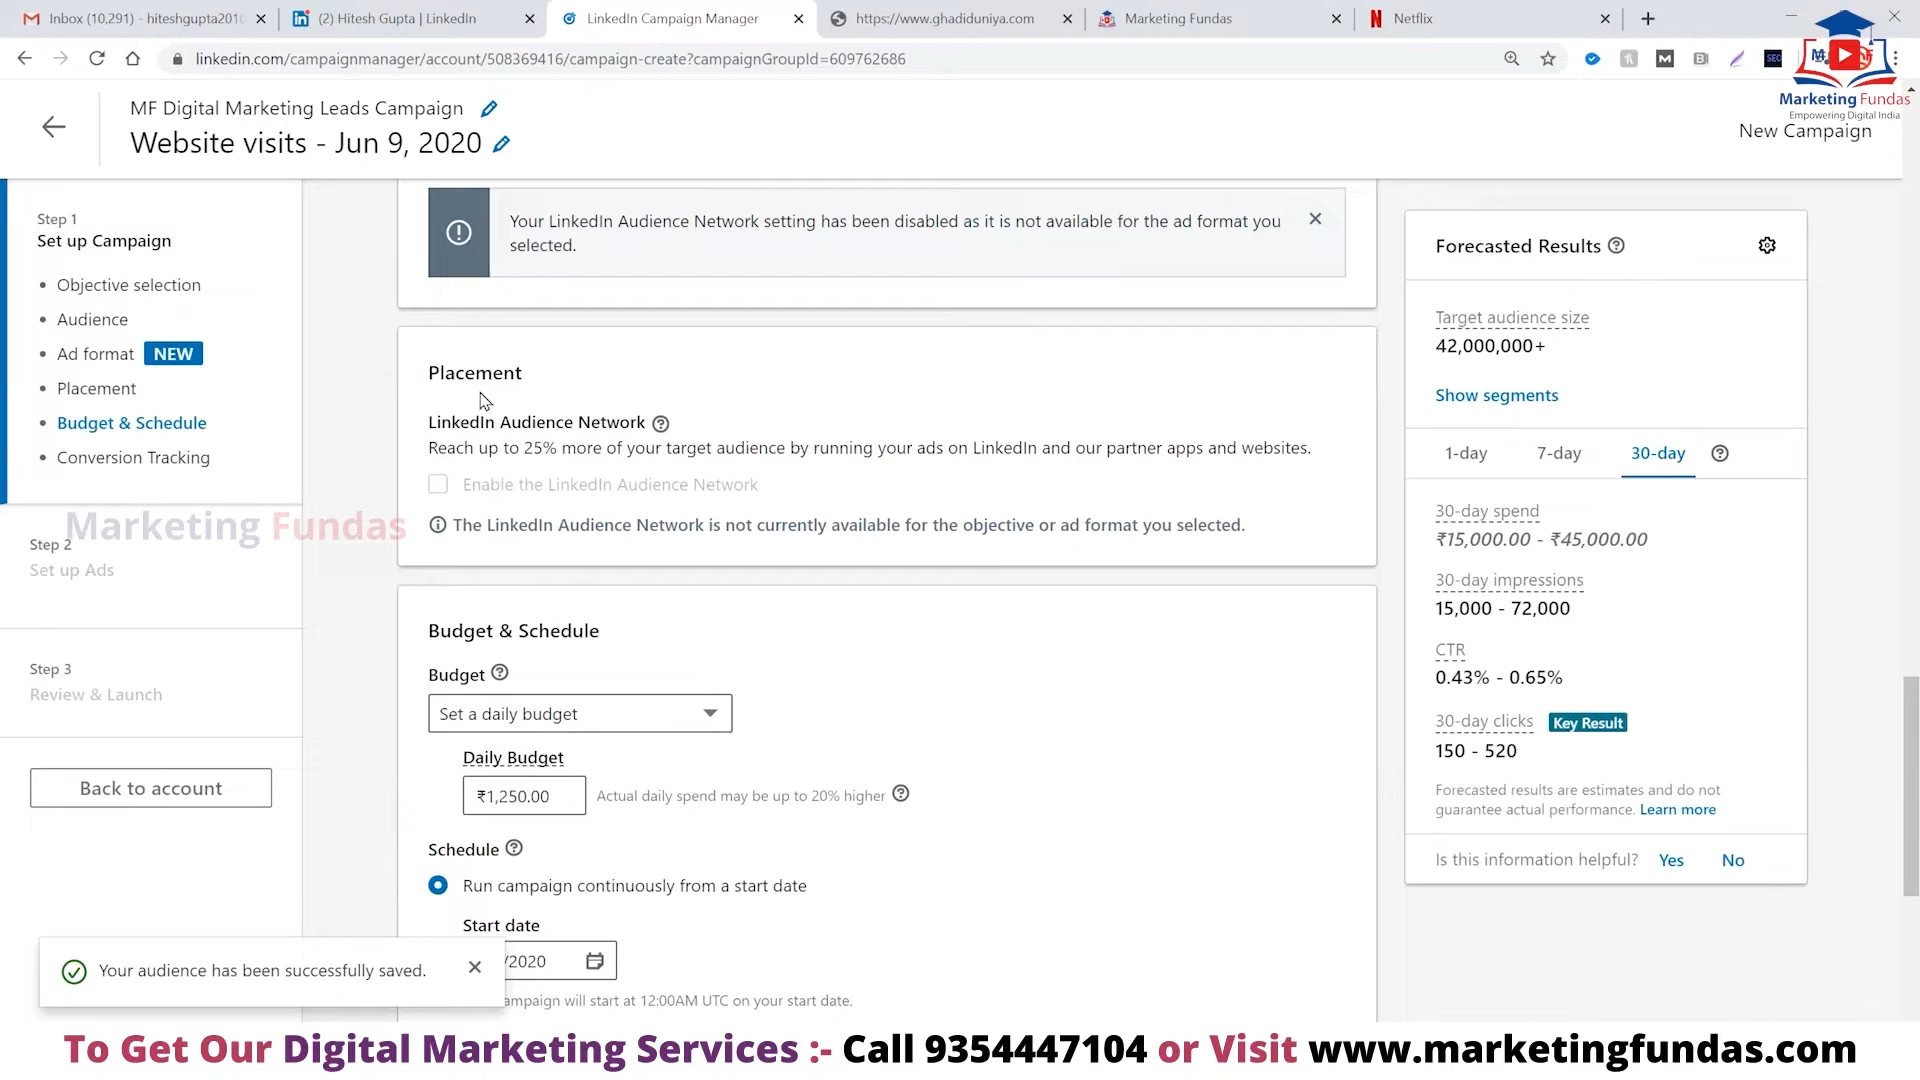 Inbox (10,291) - hiteshgupta201
(2) Hitesh Gupta | LinkedIn
LinkedIn Campaign Manager
https://www.ghadiduniya.com
Marketing Fundas
Netflix
linkedin.com/campaignmanager/account/508369416/campaign-create?campaignGroupId=609762686
Marketing Fundas
Empowering Digital India
MF Digital Marketing Leads Campaign
Website visits - Jun 9, 2020
New Campaign
Step 1
Set up Campaign
Objective selection
Audience
Ad format NEW
Placement
Budget & Schedule
Conversion Tracking
Marketing Fundas
Step 2
Set up Ads
Step 3
Review & Launch
Back to account
Your LinkedIn Audience Network setting has been disabled as it is not available for the ad format you
selected.
Placement
LinkedIn Audience Network
Reach up to 25% more of your target audience by running your ads on LinkedIn and our partner apps and websites.
Enable the LinkedIn Audience Network
The LinkedIn Audience Network is not currently available for the objective or ad format you selected.
Budget & Schedule
Budget
Set a daily budget
Daily Budget
₹1,250.00 Actual daily spend may be up to 20% higher
Schedule
Run campaign continuously from a start date
Start date
/2020
ampaign will start at 12:00AM UTC on your start date.
Your audience has been successfully saved.
Forecasted Results
Target audience size
42,000,000+
Show segments
1-day 7-day 30-day
30-day spend
₹15,000.00 - ₹45,000.00
30-day impressions
15,000 - 72,000
CTR
0.43% - 0.65%
30-day clicks Key Result
150 - 520
Forecasted results are estimates and do not
guarantee actual performance. Learn more
Is this information helpful? Yes No
To Get Our Digital Marketing Services :- Call 9354447104 or Visit www.marketingfundas.com